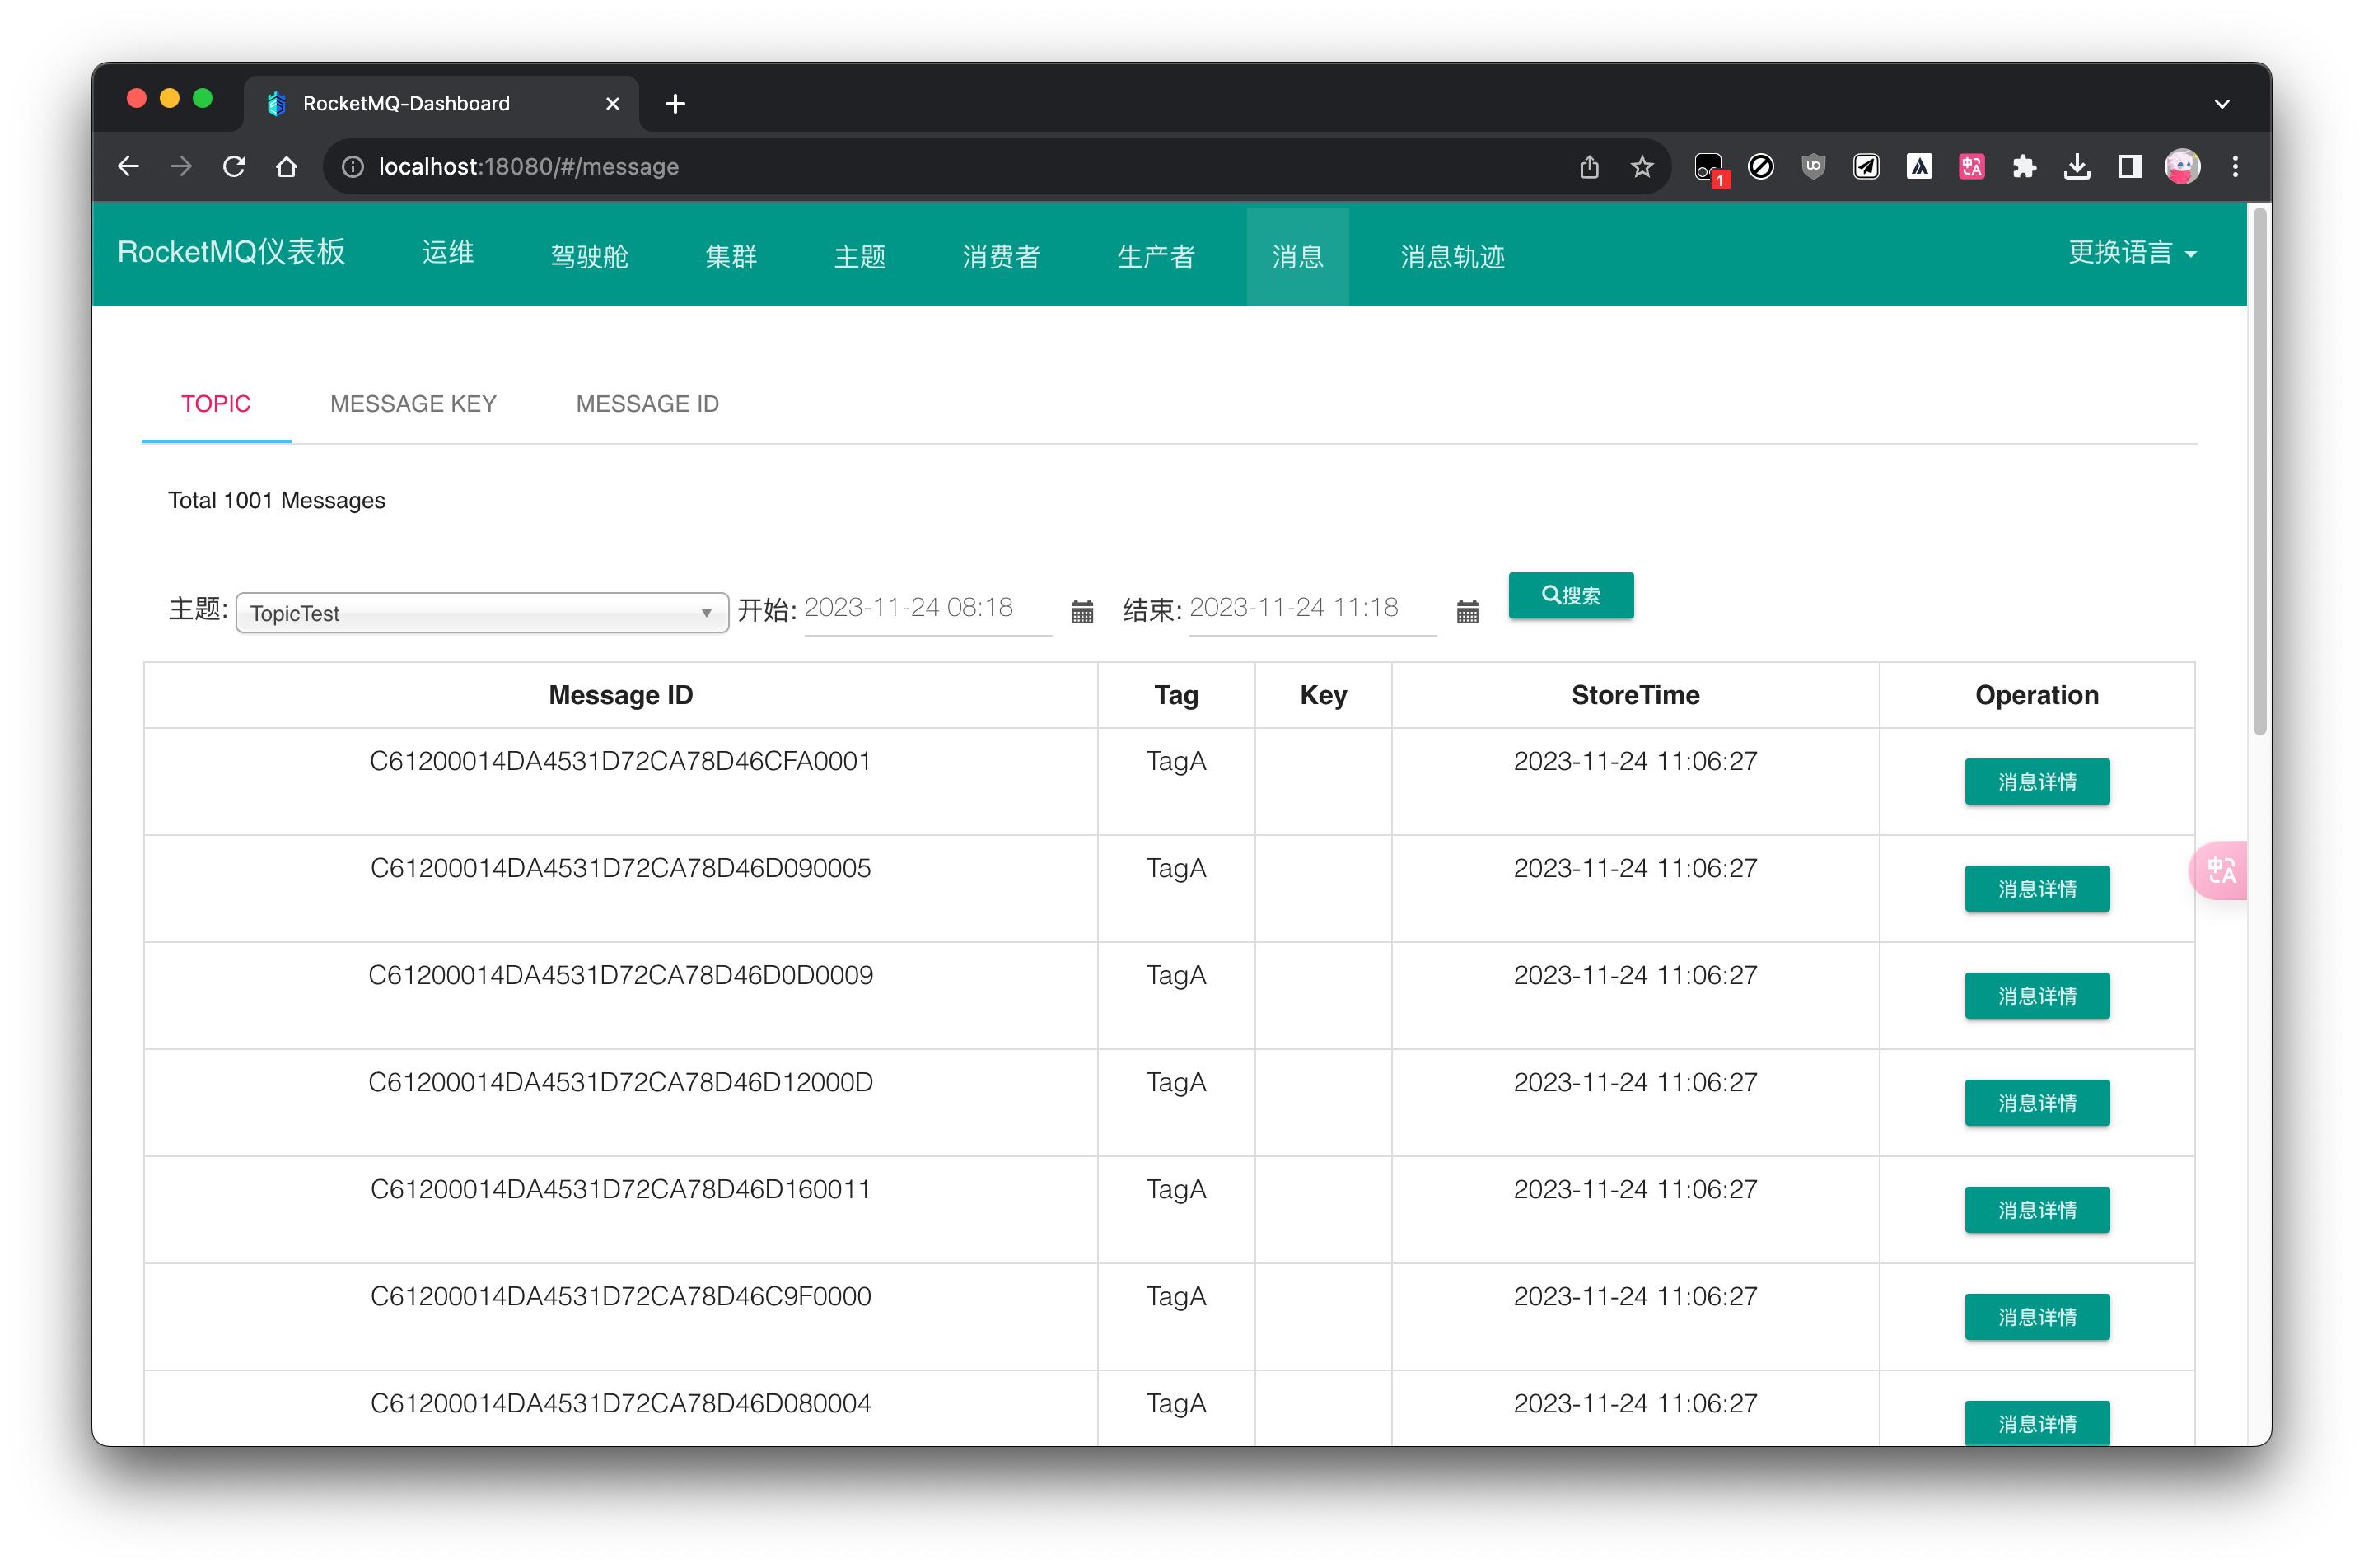 RocketMQ-Dashboard
localhost:18080/#/message
1
RocketMQ仪表板 运维 驾驶舱 集群 主题 消费者 生产者 消息 消息轨迹 更换语言
TOPIC MESSAGE KEY MESSAGE ID
Total 1001 Messages
主题: TopicTest 开始: 2023-11-24 08:18 结束: 2023-11-24 11:18 搜索
Message ID Tag Key StoreTime Operation
C61200014DA4531D72CA78D46CFA0001 TagA 2023-11-24 11:06:27 消息详情
C61200014DA4531D72CA78D46D090005 TagA 2023-11-24 11:06:27 消息详情
C61200014DA4531D72CA78D46D0D0009 TagA 2023-11-24 11:06:27 消息详情
C61200014DA4531D72CA78D46D12000D TagA 2023-11-24 11:06:27 消息详情
C61200014DA4531D72CA78D46D160011 TagA 2023-11-24 11:06:27 消息详情
C61200014DA4531D72CA78D46C9F0000 TagA 2023-11-24 11:06:27 消息详情
C61200014DA4531D72CA78D46D080004 TagA 2023-11-24 11:06:27 消息详情